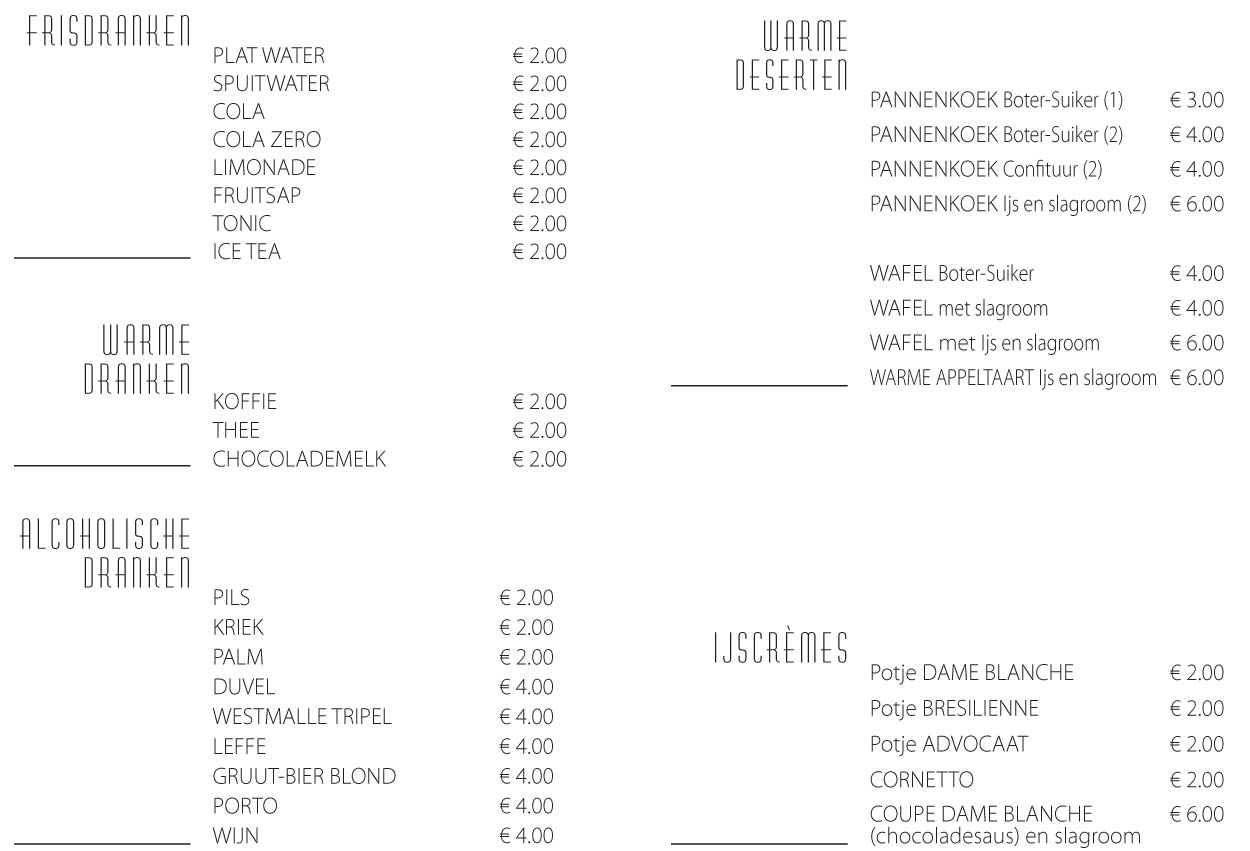 FRISDRANKEN
PLAT WATER € 2.00
SPUITWATER € 2.00
COLA € 2.00
COLA ZERO € 2.00
LIMONADE € 2.00
FRUITSAP € 2.00
TONIC € 2.00
ICE TEA € 2.00
WARME
DRANKEN
KOFFIE € 2.00
THEE € 2.00
CHOCOLADEMELK € 2.00
ALCOHOLISCHE
DRANKEN
PILS € 2.00
KRIEK € 2.00
PALM € 2.00
DUVEL € 4.00
WESTMALLE TRIPEL € 4.00
LEFFE € 4.00
GRUUT-BIER BLOND € 4.00
PORTO € 4.00
WIJN € 4.00
WARME
DESERTEN
PANNENKOEK Boter-Suiker (1) € 3.00
PANNENKOEK Boter-Suiker (2) € 4.00
PANNENKOEK Confituur (2) € 4.00
PANNENKOEK Ijs en slagroom (2) € 6.00
WAFEL Boter-Suiker € 4.00
WAFEL met slagroom € 4.00
WAFEL met Ijs en slagroom € 6.00
WARME APPELTAART Ijs en slagroom € 6.00
IJSCRÈMES
Potje DAME BLANCHE € 2.00
Potje BRESILIENNE € 2.00
Potje ADVOCAAT € 2.00
CORNETTO € 2.00
COUPE DAME BLANCHE € 6.00
(chocoladesaus) en slagroom